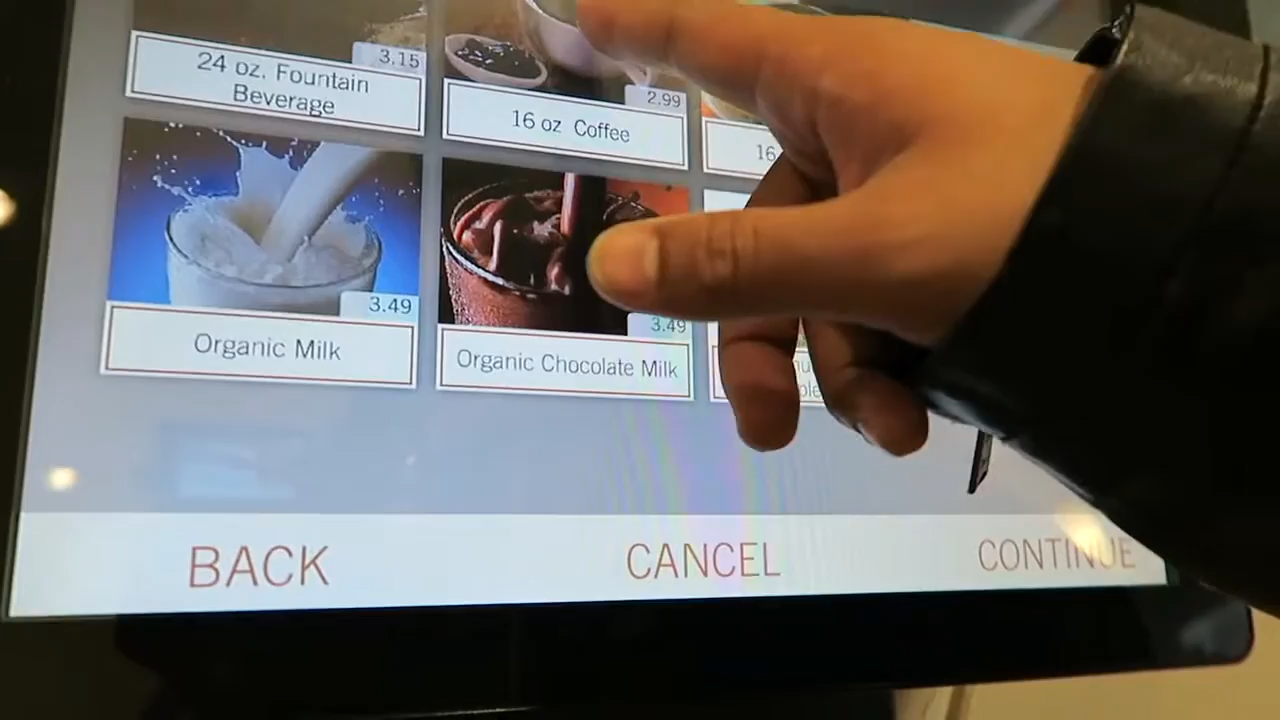 3.15
24 oz. Fountain
Beverage
2.99
16 oz Coffee
16
3.49
Organic Milk
3.49
Organic Chocolate Milk
BACK
CANCEL
CONTINUE